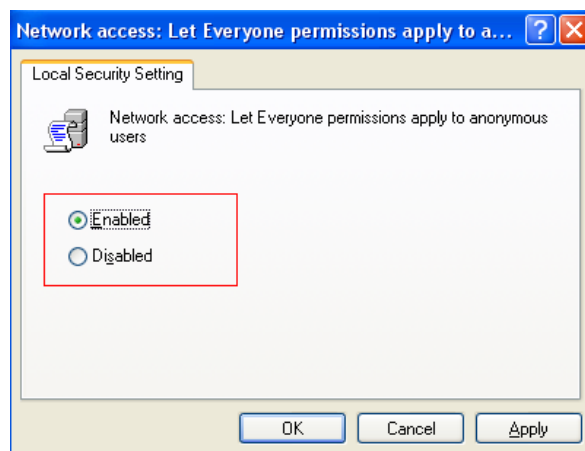 Network access: Let Everyone permissions apply to a...
Local Security Setting
Network access: Let Everyone permissions apply to anonymous
users
Enabled
Disabled
OK Cancel Apply